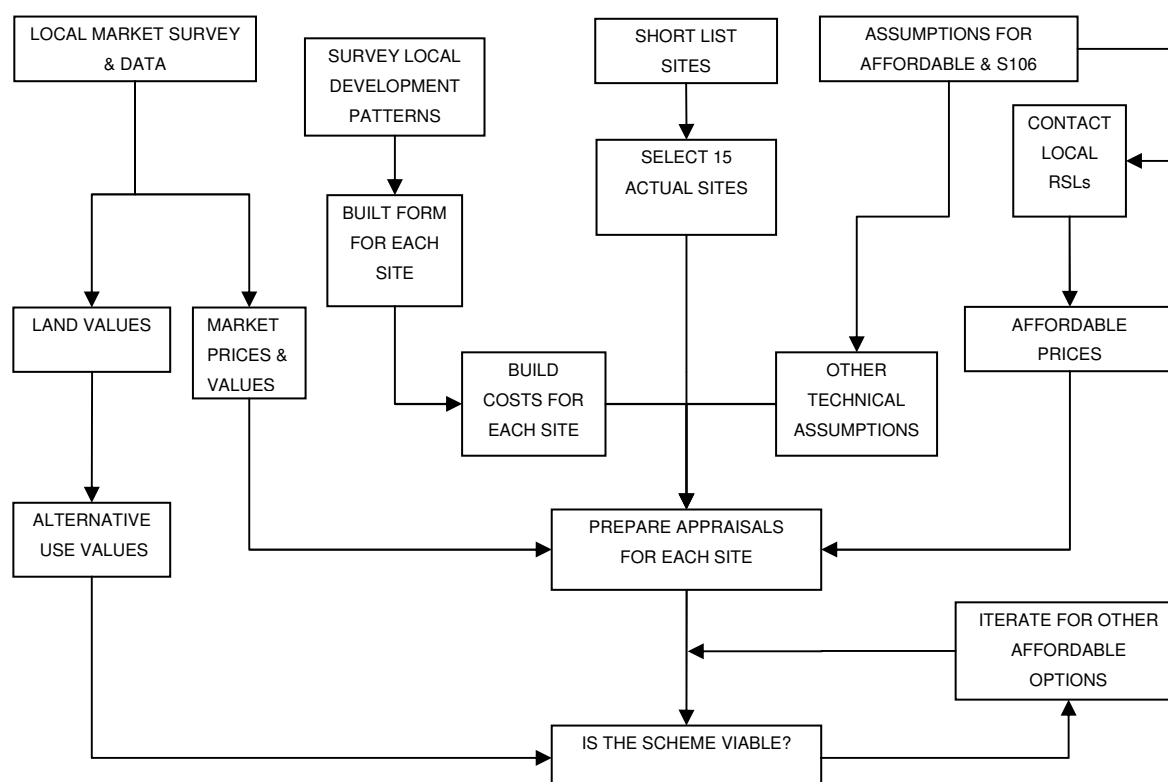 LOCAL MARKET SURVEY
& DATA
SURVEY LOCAL
DEVELOPMENT
PATTERNS
SHORT LIST
SITES
ASSUMPTIONS FOR
AFFORDABLE & S106
CONTACT
LOCAL
RSLs
SELECT 15
ACTUAL SITES
BUILT FORM
FOR EACH
SITE
LAND VALUES
MARKET
PRICES &
VALUES
AFFORDABLE
PRICES
BUILD
COSTS FOR
EACH SITE
OTHER
TECHNICAL
ASSUMPTIONS
ALTERNATIVE
USE VALUES
PREPARE APPRAISALS
FOR EACH SITE
ITERATE FOR OTHER
AFFORDABLE
OPTIONS
IS THE SCHEME VIABLE?